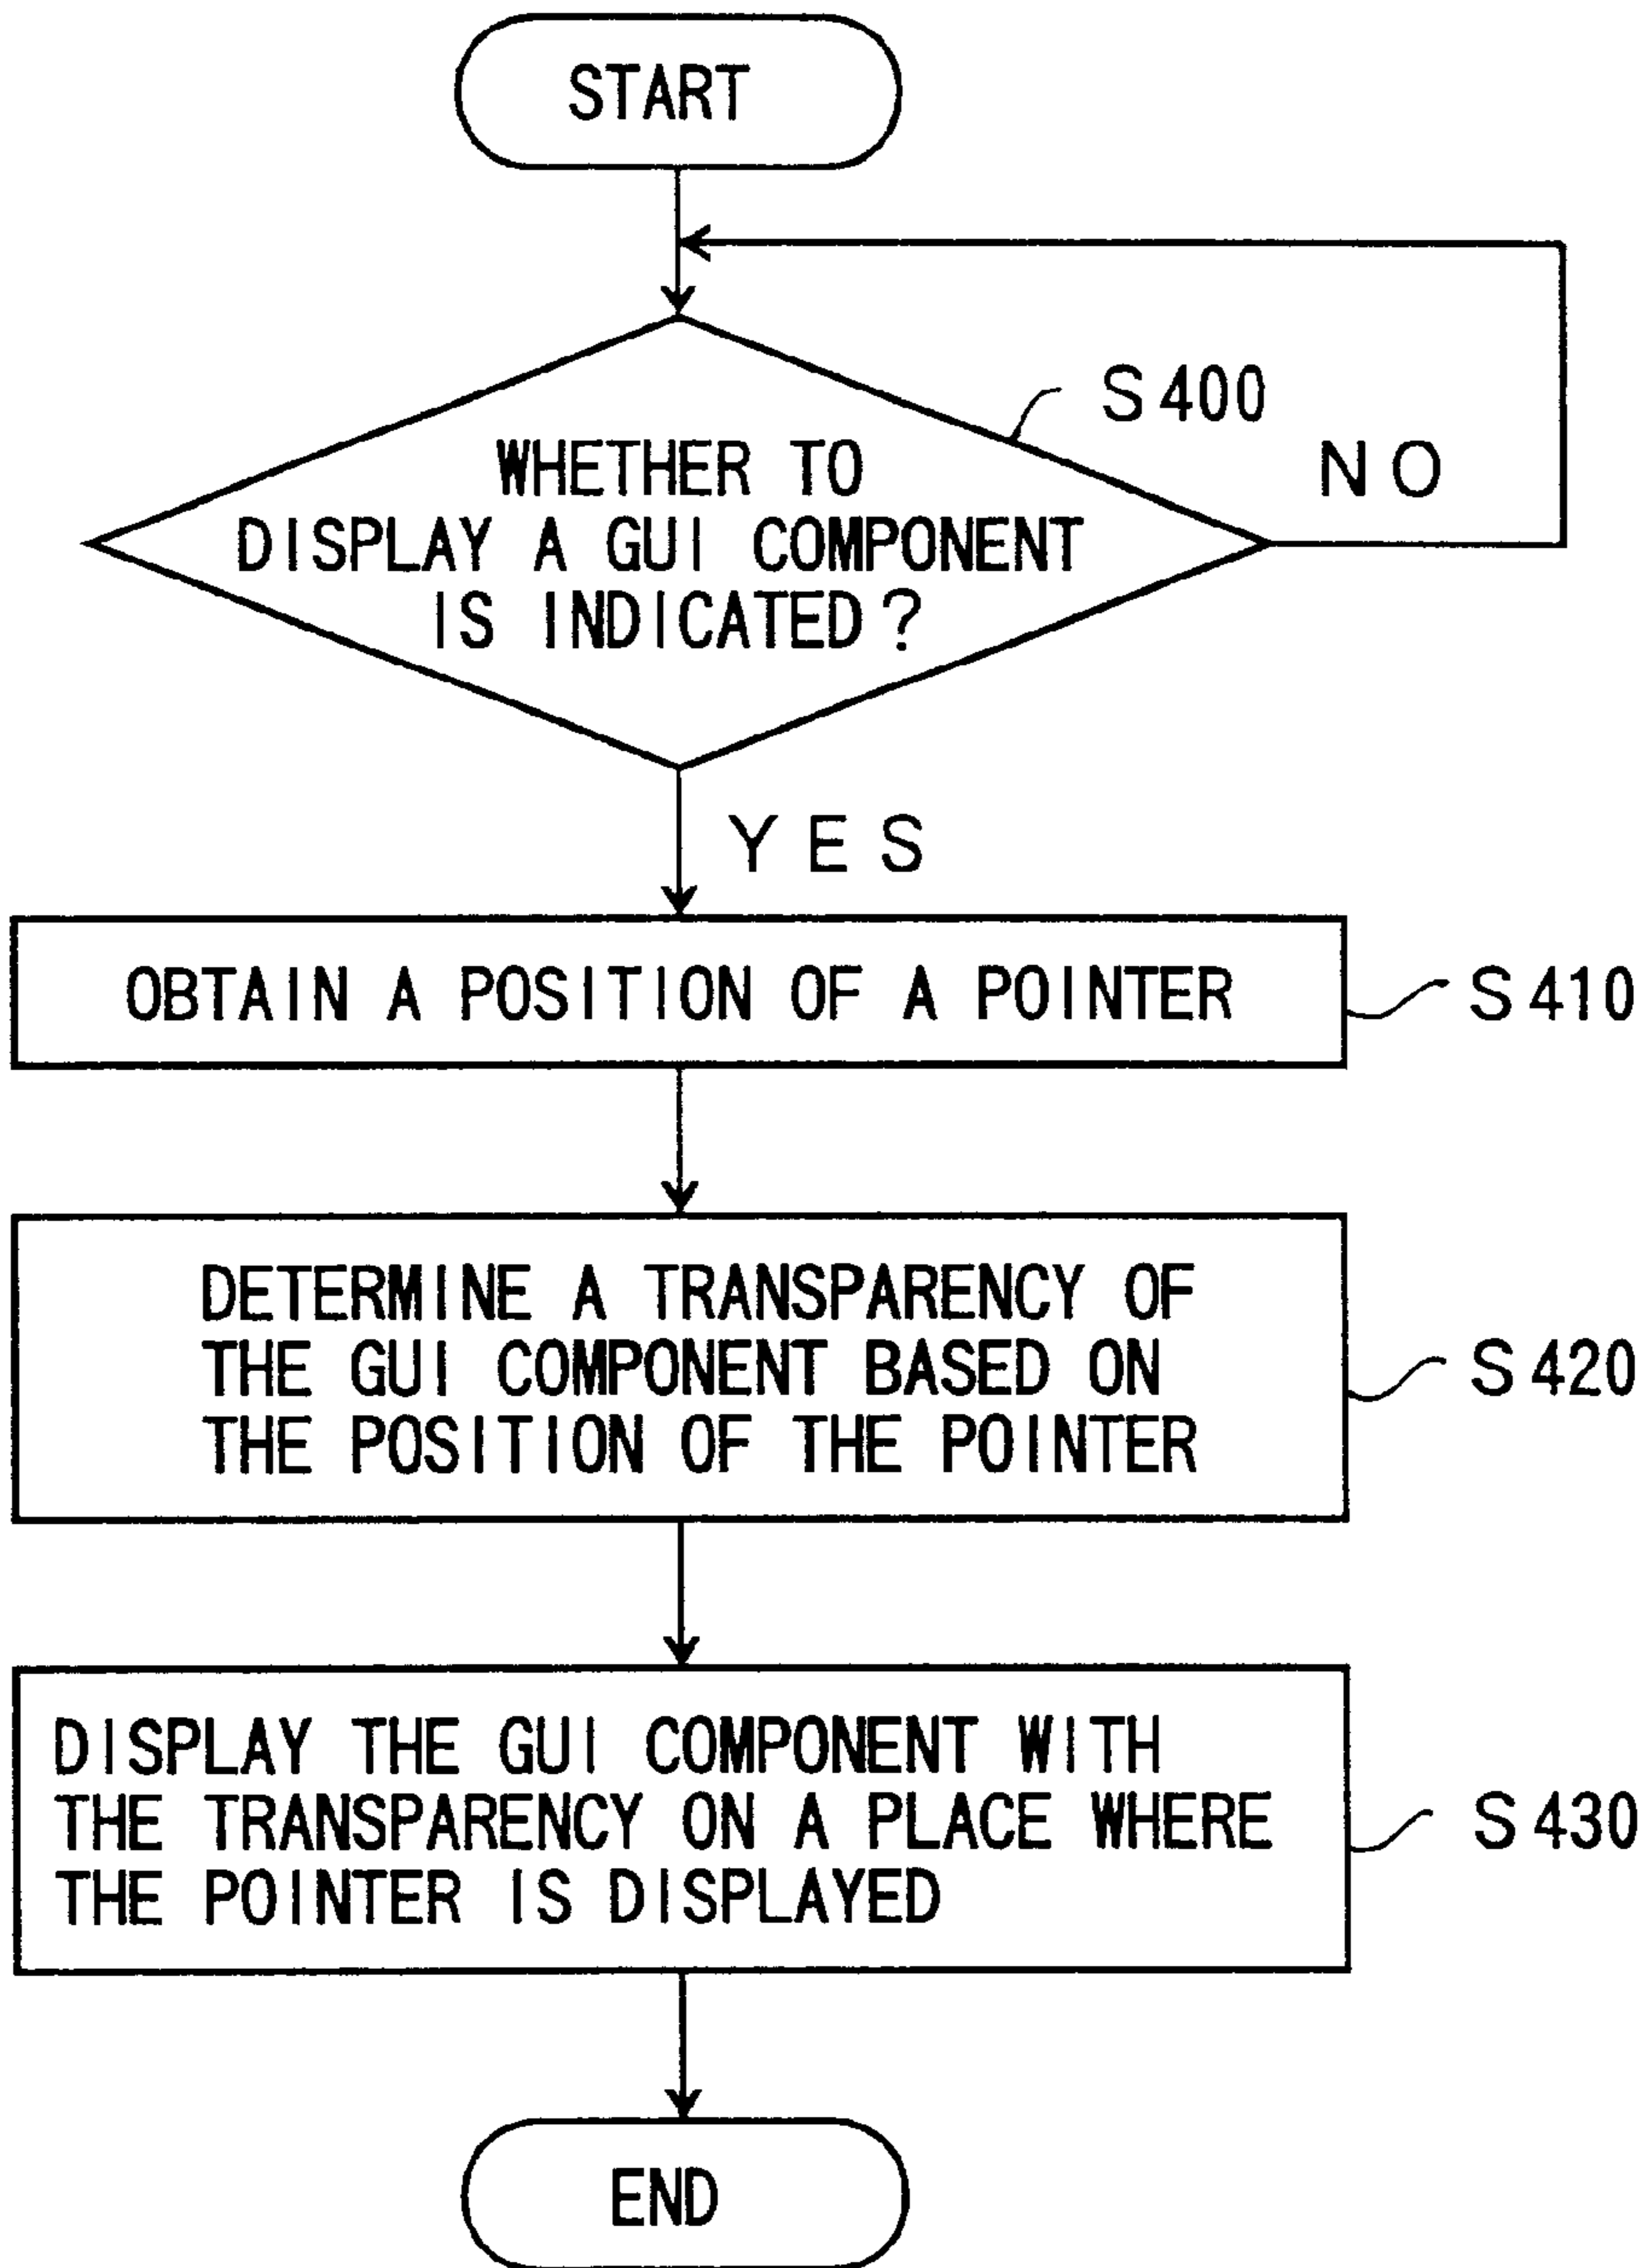 START
S400
WHETHER TO
DISPLAY A GUI COMPONENT
IS INDICATED?
NO
YES
OBTAIN A POSITION OF A POINTER
S410
DETERMINE A TRANSPARENCY OF
THE GUI COMPONENT BASED ON
THE POSITION OF THE POINTER
S420
DISPLAY THE GUI COMPONENT WITH
THE TRANSPARENCY ON A PLACE WHERE
THE POINTER IS DISPLAYED
S430
END